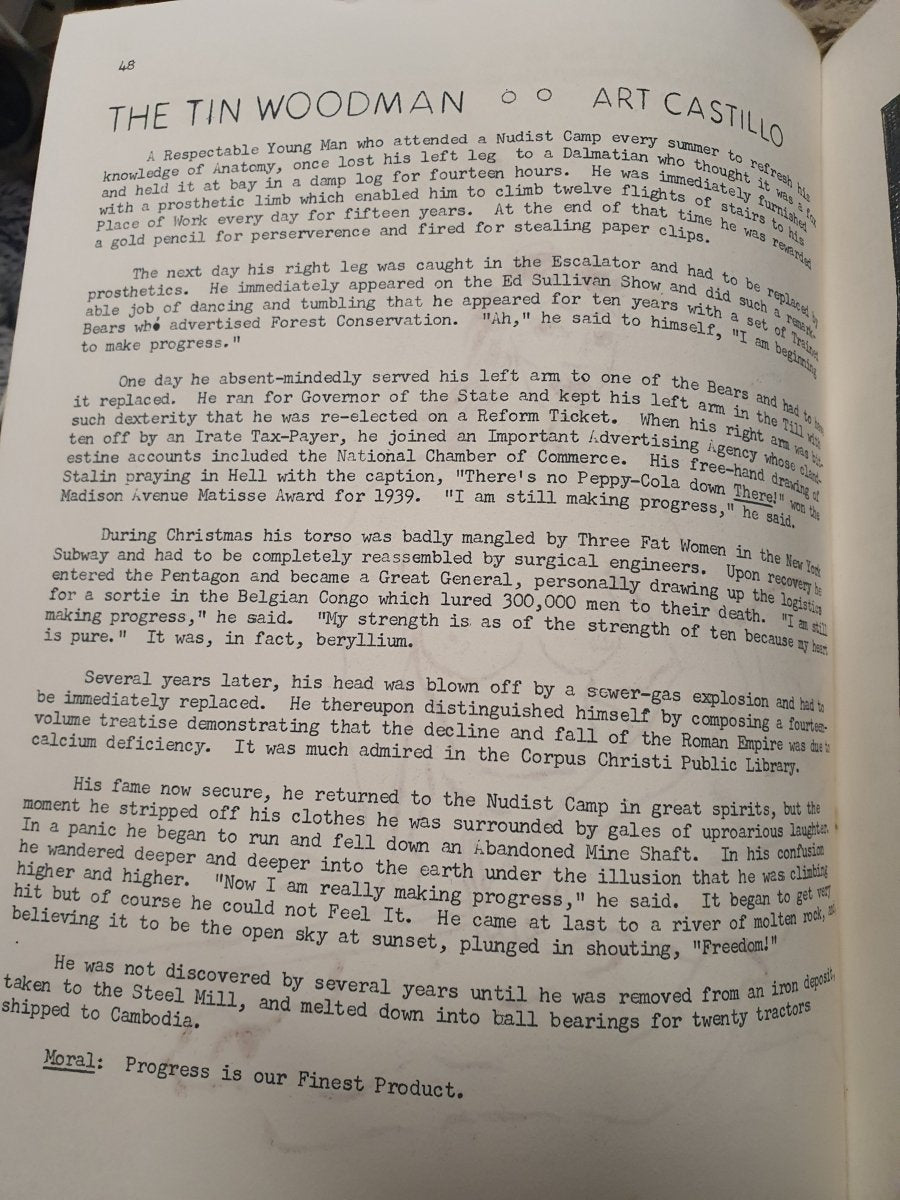 48
THE TIN WOODMAN o o ART CASTILLO
A Respectable Young Man who attended a Nudist Camp every summer to refresh his
knowledge of Anatomy, once lost his left leg to a Dalmatian who thought it was a fox
and held it at bay in a damp log for fourteen hours. He was immediately furnished
with a prosthetic limb which enabled him to climb twelve flights of stairs to his
Place of Work every day for fifteen years. At the end of that time he was rewarded
a gold pencil for perserverence and fired for stealing paper clips.
The next day his right leg was caught in the Escalator and had to be replaced by
prosthetics. He immediately appeared on the Ed Sullivan Show and did such a remark-
able job of dancing and tumbling that he appeared for ten years with a set of Trained
Bears who advertised Forest Conservation. "Ah," he said to himself, "I am beginning
to make progress."
One day he absent-mindedly served his left arm to one of the Bears and had to have
it replaced. He ran for Governor of the State and kept his left arm in the Till with
such dexterity that he was re-elected on a Reform Ticket. When his right arm was bit-
ten off by an Irate Tax-Payer, he joined an Important Advertising Agency whose cland-
estine accounts included the National Chamber of Commerce. His free-hand drawing of
Stalin praying in Hell with the caption, "There's no Peppy-Cola down There!" won the
Madison Avenue Matisse Award for 1939. "I am still making progress," he said.
During Christmas his torso was badly mangled by Three Fat Women in the New York
Subway and had to be completely reassembled by surgical engineers. Upon recovery he
entered the Pentagon and became a Great General, personally drawing up the logistics
for a sortie in the Belgian Congo which lured 300,000 men to their death. "I am still
making progress," he said. "My strength is as of the strength of ten because my heart
is pure." It was, in fact, beryllium.
Several years later, his head was blown off by a sewer-gas explosion and had to
be immediately replaced. He thereupon distinguished himself by composing a fourteen-
volume treatise demonstrating that the decline and fall of the Roman Empire was due to
calcium deficiency. It was much admired in the Corpus Christi Public Library.
His fame now secure, he returned to the Nudist Camp in great spirits, but the
moment he stripped off his clothes he was surrounded by gales of uproarious laughter.
In a panic he began to run and fell down an Abandoned Mine Shaft. In his confusion
he wandered deeper and deeper into the earth under the illusion that he was climbing
higher and higher. "Now I am really making progress," he said. It began to get very
hit but of course he could not Feel It. He came at last to a river of molten rock, and
believing it to be the open sky at sunset, plunged in shouting, "Freedom!"
He was not discovered by several years until he was removed from an iron deposit,
taken to the Steel Mill, and melted down into ball bearings for twenty tractors
shipped to Cambodia.
Moral: Progress is our Finest Product.